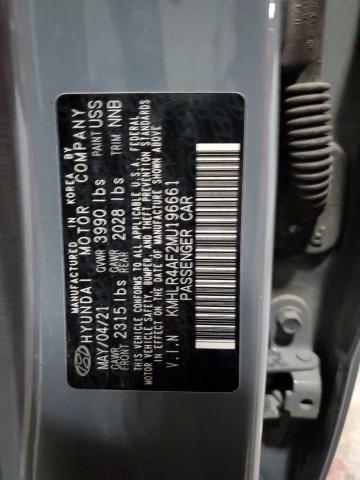 MANUFACTURED IN KOREA BY
HYUNDAI MOTOR COMPANY
MAY/04/21 GVWR 3990 lbs PAINT USS
GAWR FRONT 2315 lbs GAWR REAR 2028 lbs TRIM NNB
THIS VEHICLE CONFORMS TO ALL APPLICABLE U.S.A. FEDERAL
MOTOR VEHICLE SAFETY, BUMPER, AND THEFT PREVENTION STANDARDS
IN EFFECT ON THE DATE OF MANUFACTURE SHOWN ABOVE.
V.I.N KMHLR4AF2MU196661
PASSENGER CAR